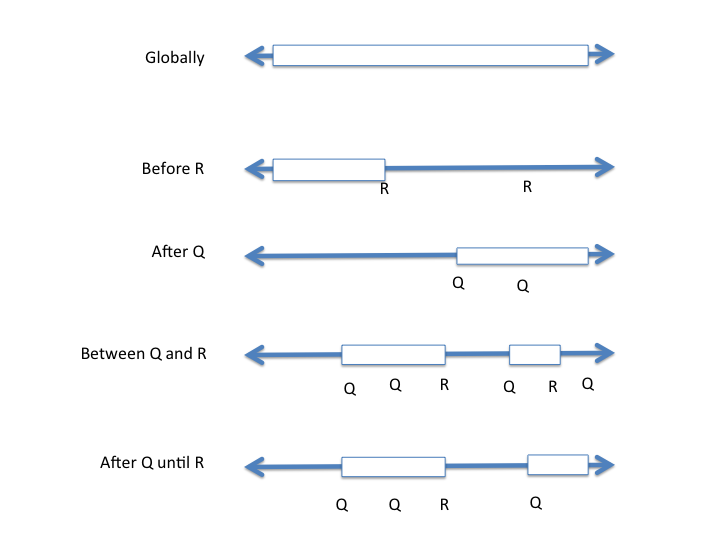 Globally
Before R
R R
After Q
Q Q
Between Q and R
Q Q R Q R Q
After Q until R
Q Q R Q